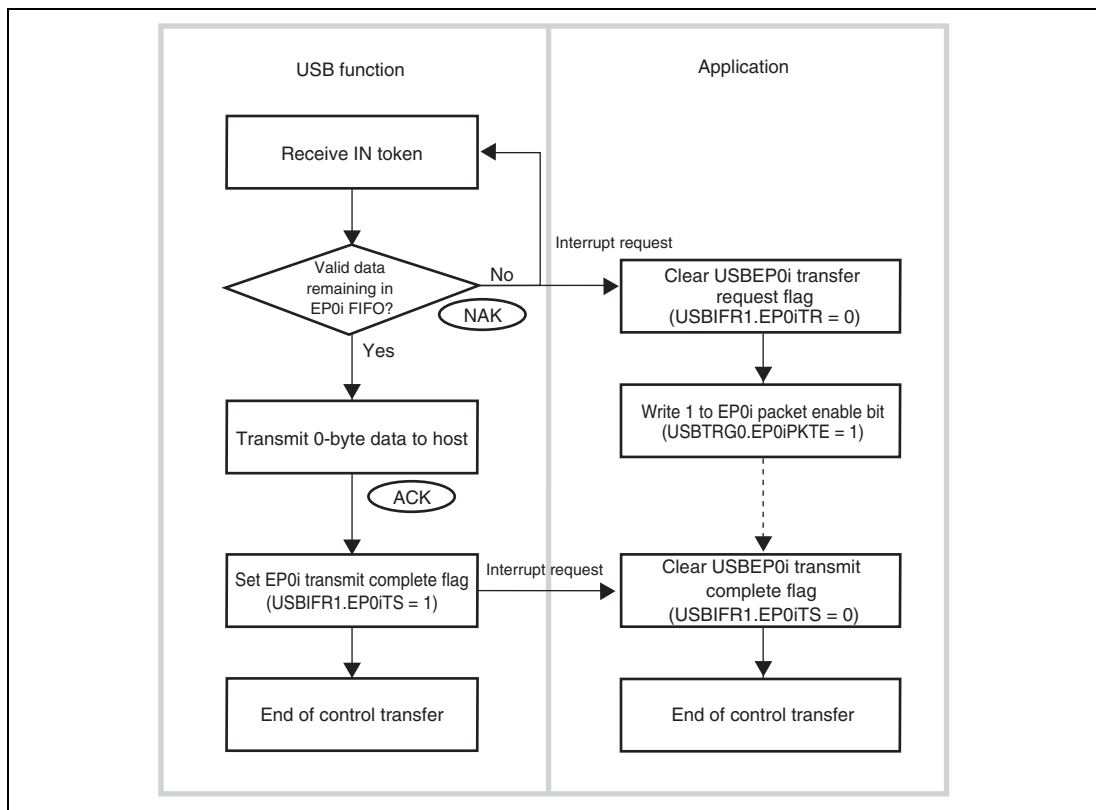 USB function
Application
Receive IN token
Interrupt request
Valid data
remaining in
EP0i FIFO?
No
NAK
Clear USBEP0i transfer
request flag
(USBIFR1.EP0iTR = 0)
Yes
Write 1 to EP0i packet enable bit
(USBTRG0.EP0iPKTE = 1)
Transmit 0-byte data to host
ACK
Set EP0i transmit complete flag
(USBIFR1.EP0iTS = 1)
Interrupt request
Clear USBEP0i transmit
complete flag
(USBIFR1.EP0iTS = 0)
End of control transfer
End of control transfer